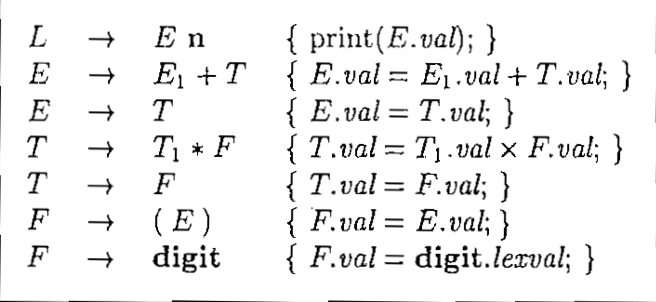 L → E n { print(E.val); }
E → E₁ + T { E.val = E₁.val + T.val; }
E → T { E.val = T.val; }
T → T₁ * F { T.val = T₁.val × F.val; }
T → F { T.val = F.val; }
F → ( E ) { F.val = E.val; }
F → digit { F.val = digit.lexval; }